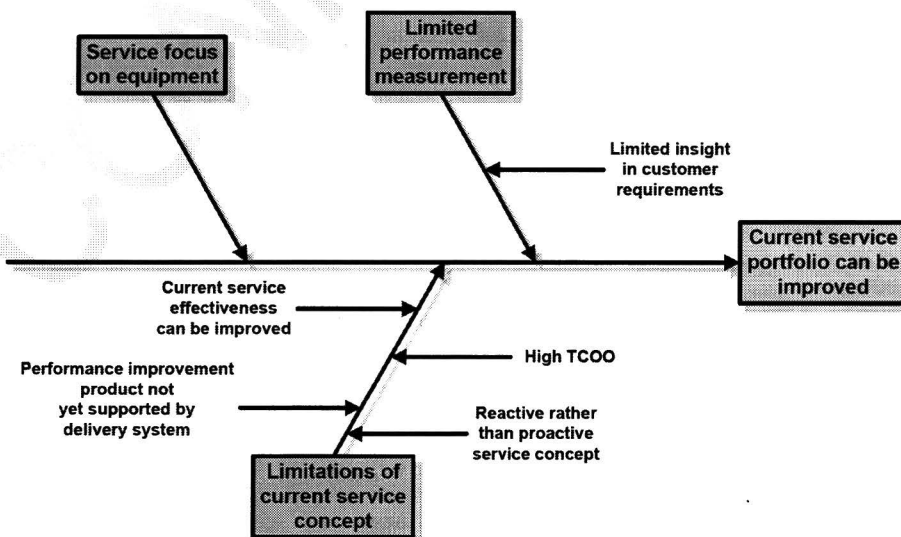 Service focus
on equipment
Limited
performance
measurement
Limited insight
in customer
requirements
Current service
portfolio can be
improved
Current service
effectiveness
can be improved
High TCOO
Performance improvement
product not
yet supported by
delivery system
Reactive rather
than proactive
service concept
Limitations of
current service
concept